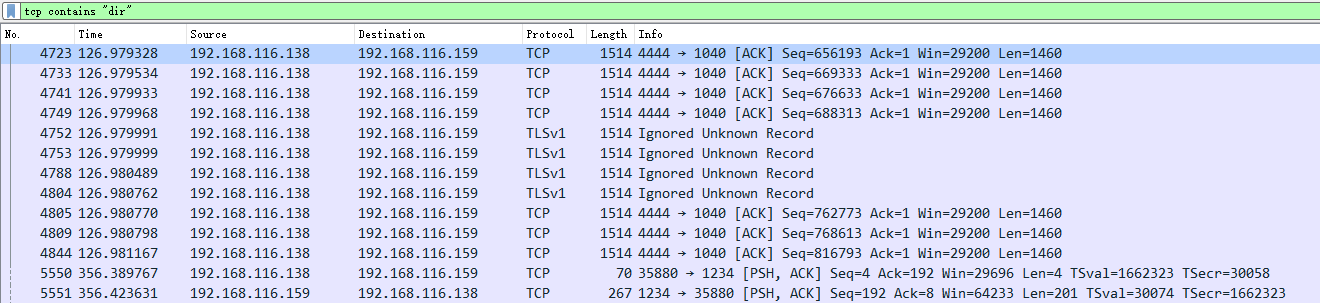 tcp contains "dir"
No. Time Source Destination Protocol Length Info
4723 126.979328 192.168.116.138 192.168.116.159 TCP 1514 4444 → 1040 [ACK] Seq=656193 Ack=1 Win=29200 Len=1460
4733 126.979534 192.168.116.138 192.168.116.159 TCP 1514 4444 → 1040 [ACK] Seq=669333 Ack=1 Win=29200 Len=1460
4741 126.979933 192.168.116.138 192.168.116.159 TCP 1514 4444 → 1040 [ACK] Seq=676633 Ack=1 Win=29200 Len=1460
4749 126.979968 192.168.116.138 192.168.116.159 TCP 1514 4444 → 1040 [ACK] Seq=688313 Ack=1 Win=29200 Len=1460
4752 126.979991 192.168.116.138 192.168.116.159 TLSv1 1514 Ignored Unknown Record
4753 126.979999 192.168.116.138 192.168.116.159 TLSv1 1514 Ignored Unknown Record
4788 126.980489 192.168.116.138 192.168.116.159 TLSv1 1514 Ignored Unknown Record
4804 126.980762 192.168.116.138 192.168.116.159 TLSv1 1514 Ignored Unknown Record
4805 126.980770 192.168.116.138 192.168.116.159 TCP 1514 4444 → 1040 [ACK] Seq=762773 Ack=1 Win=29200 Len=1460
4809 126.980798 192.168.116.138 192.168.116.159 TCP 1514 4444 → 1040 [ACK] Seq=768613 Ack=1 Win=29200 Len=1460
4844 126.981167 192.168.116.138 192.168.116.159 TCP 1514 4444 → 1040 [ACK] Seq=816793 Ack=1 Win=29200 Len=1460
5550 356.389767 192.168.116.138 192.168.116.159 TCP 70 35880 → 1234 [PSH, ACK] Seq=4 Ack=192 Win=29696 Len=4 TSval=1662323 TSecr=30058
5551 356.423631 192.168.116.159 192.168.116.138 TCP 267 1234 → 35880 [PSH, ACK] Seq=192 Ack=8 Win=64233 Len=201 TSval=30074 TSecr=1662323